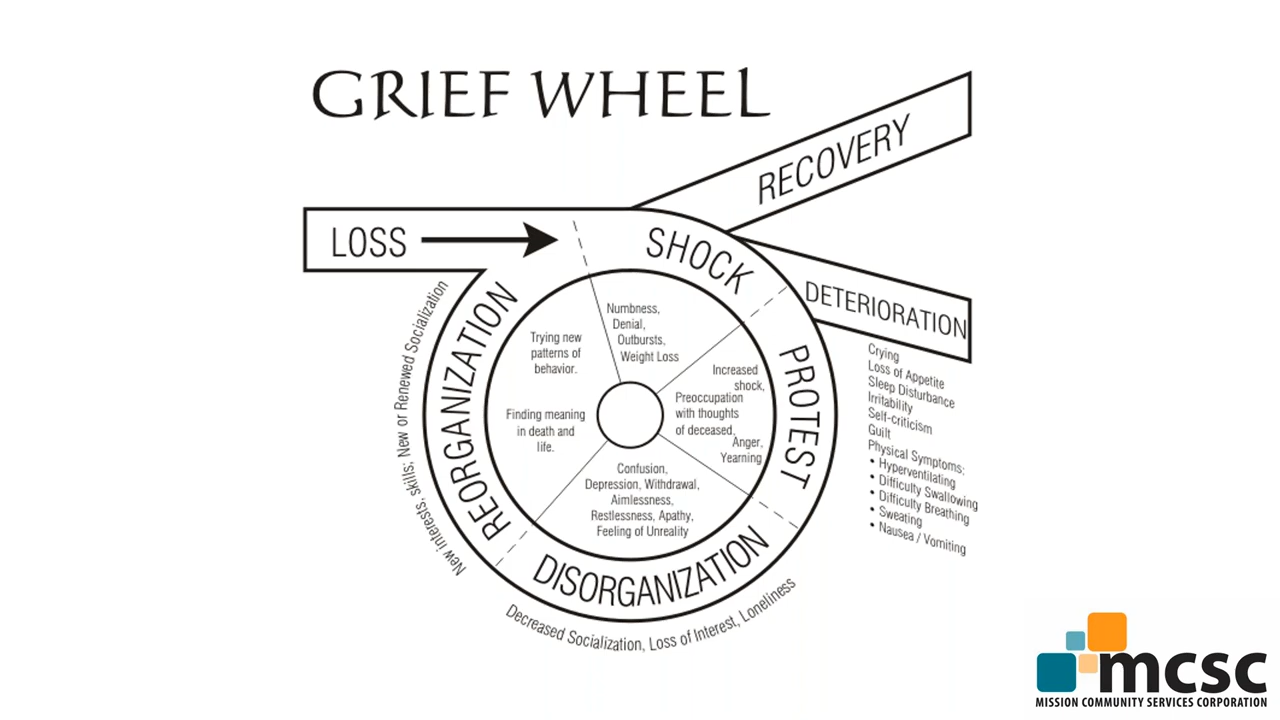 GRIEF WHEEL
RECOVERY
LOSS
SHOCK
DETERIORATION
PROTEST
DISORGANIZATION
REORGANIZATION
Numbness,
Denial,
Outbursts,
Weight Loss
Increased
shock,
Preoccupation
with thoughts
of deceased,
Anger,
Yearning
Confusion,
Depression, Withdrawal,
Aimlessness,
Restlessness, Apathy,
Feeling of Unreality
Trying new
patterns of
behavior.
Finding meaning
in death and
life.
New interests, skills; New or Renewed Socialization
Decreased Socialization, Loss of Interest, Loneliness
Crying
Loss of Appetite
Sleep Disturbance
Irritability
Self-criticism
Guilt
Physical Symptoms:
• Hyperventilating
• Difficulty Swallowing
• Difficulty Breathing
• Sweating
• Nausea / Vomiting
mcsc
MISSION COMMUNITY SERVICES CORPORATION